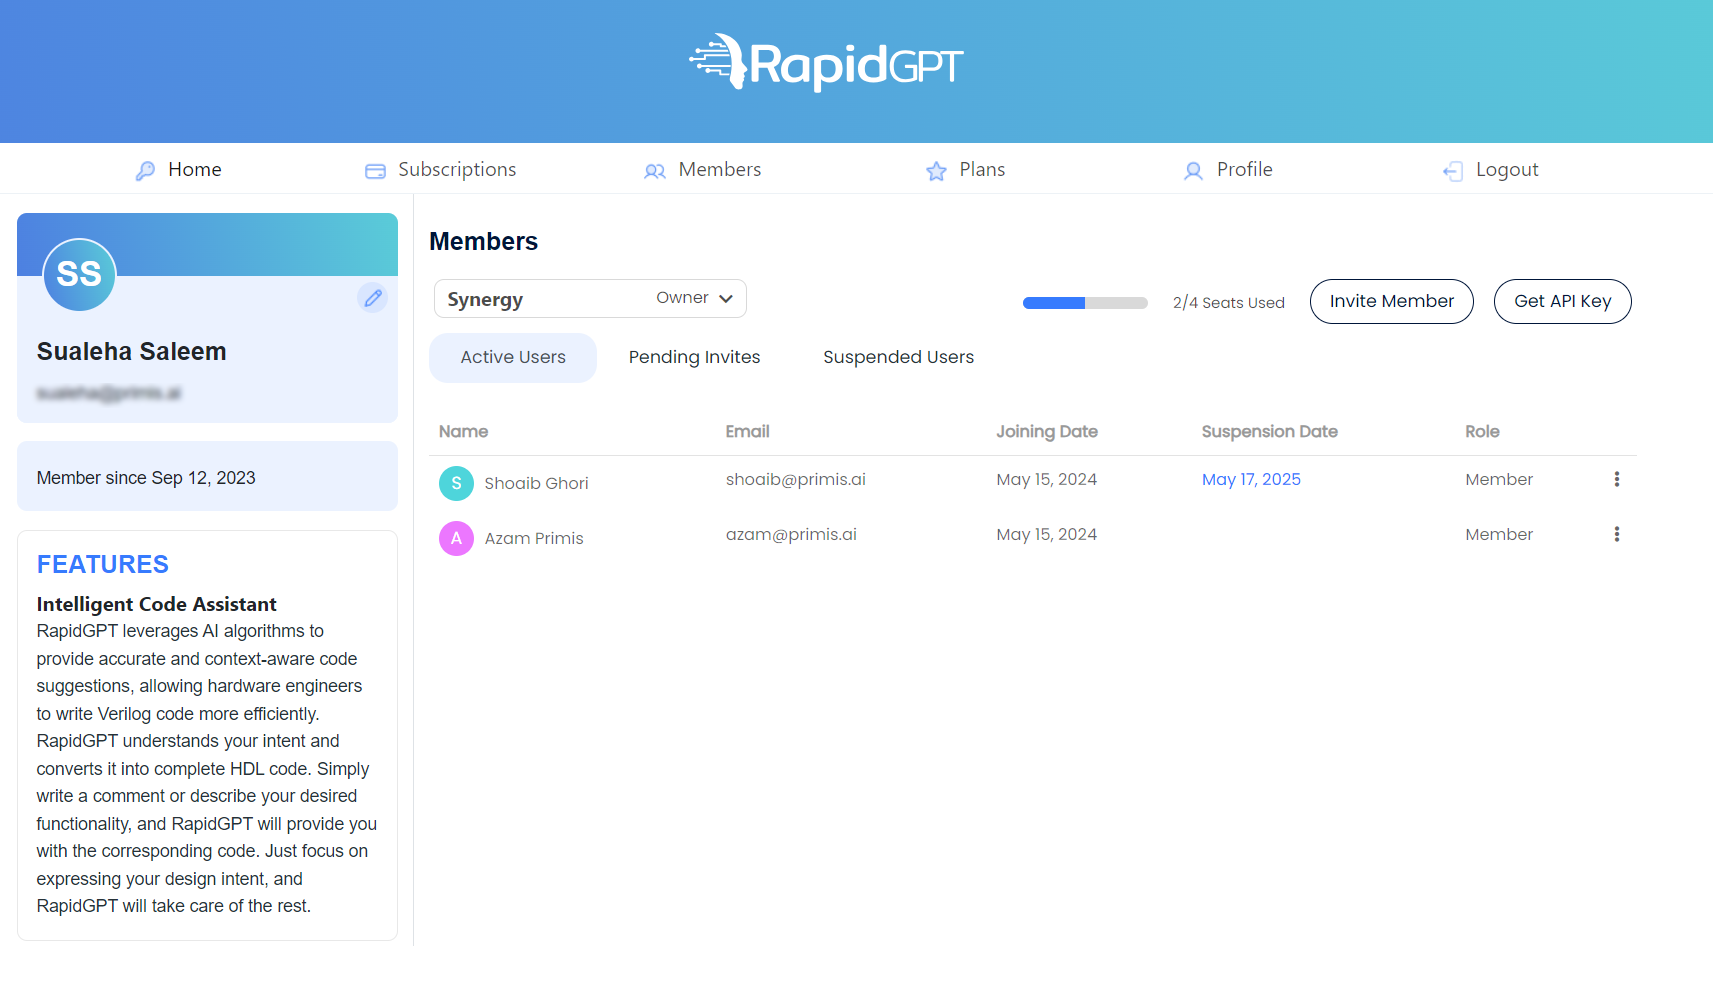 RapidGPT
Home
Subscriptions
Members
Plans
Profile
Logout
SS
Sualeha Saleem
Member since Sep 12, 2023
FEATURES
Intelligent Code Assistant
RapidGPT leverages AI algorithms to
provide accurate and context-aware code
suggestions, allowing hardware engineers
to write Verilog code more efficiently.
RapidGPT understands your intent and
converts it into complete HDL code. Simply
write a comment or describe your desired
functionality, and RapidGPT will provide you
with the corresponding code. Just focus on
expressing your design intent, and
RapidGPT will take care of the rest.
Members
Synergy Owner
2/4 Seats Used
Invite Member
Get API Key
Active Users
Pending Invites
Suspended Users
Name Email Joining Date Suspension Date Role
S Shoaib Ghori shoaib@primis.ai May 15, 2024 May 17, 2025 Member
A Azam Primis azam@primis.ai May 15, 2024 Member